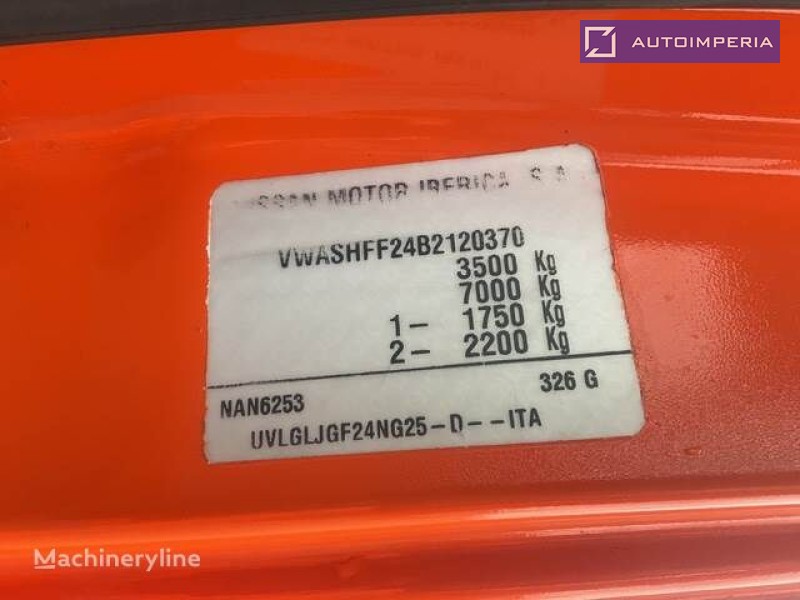 AUTOIMPERIA
NISSAN MOTOR IBERICA, S.A.
VWASHFF24B2120370
3500 Kg
7000 Kg
1- 1750 Kg
2- 2200 Kg
NAN6253 326 G
UVLGLJGF24NG25-D--ITA
Machineryline